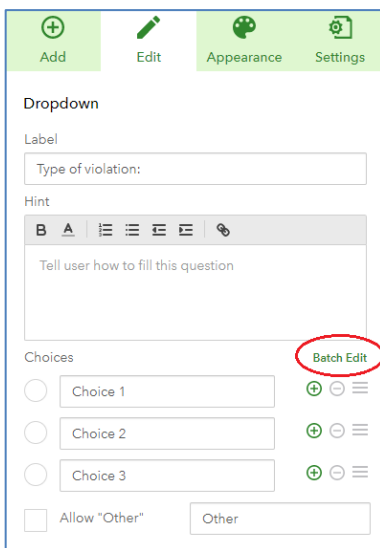 Add Edit Appearance Settings
Dropdown
Label
Type of violation:
Hint
B A
Tell user how to fill this question
Choices Batch Edit
Choice 1
Choice 2
Choice 3
Allow "Other" Other